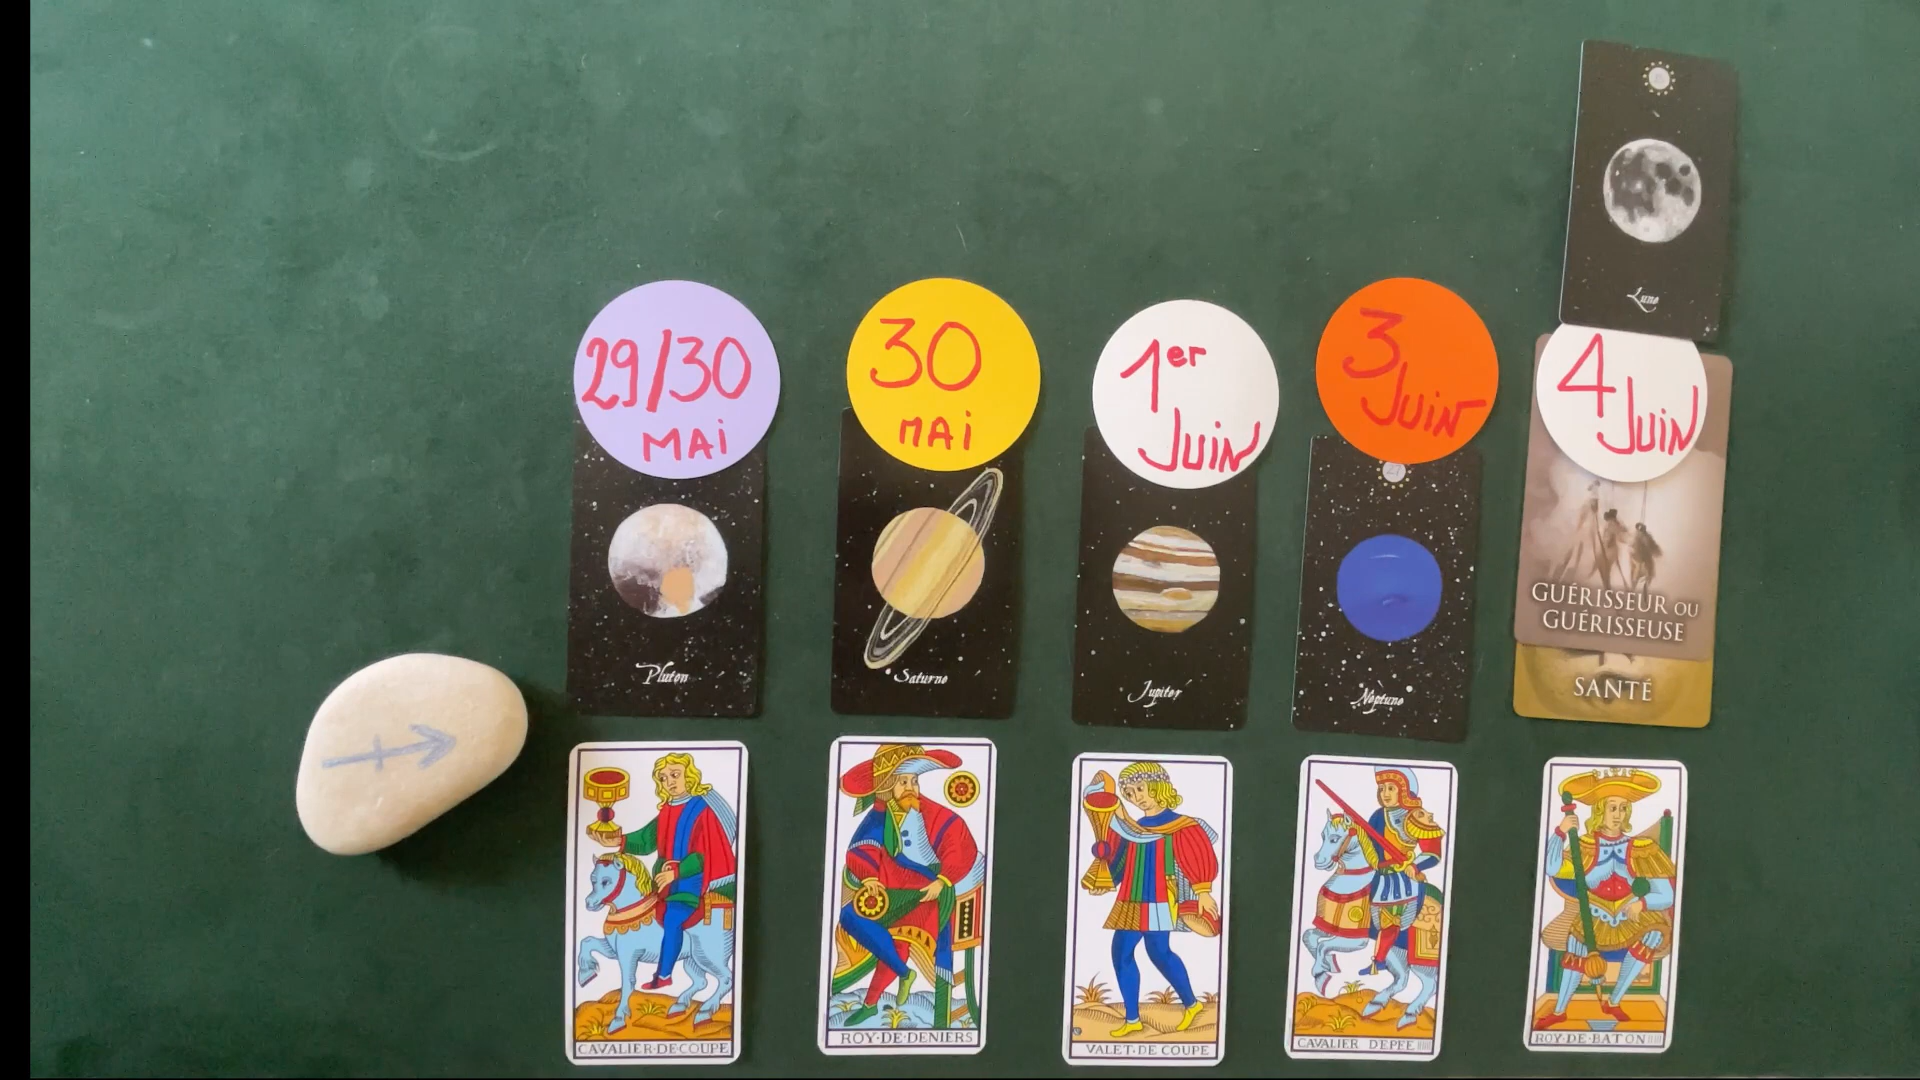 29/30
MAi
Pluton
CAVALIER·DE·COUPE
30
MAi
Saturne
ROY·DE·DENIERS
1er
JUiN
Jupiter
VALET·DE COUPE
3
JUiN
Neptune
CAVALIER D'EPEE
Lune
4
JUiN
GUÉRISSEUR OU
GUÉRISSEUSE
SANTÉ
ROY·DE·BATON